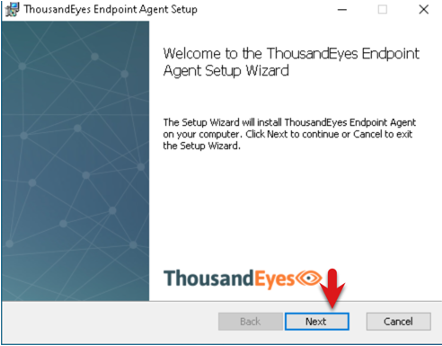 ThousandEyes Endpoint Agent Setup
Welcome to the ThousandEyes Endpoint
Agent Setup Wizard
The Setup Wizard will install ThousandEyes Endpoint Agent
on your computer. Click Next to continue or Cancel to exit
the Setup Wizard.
ThousandEyes
Back
Next
Cancel